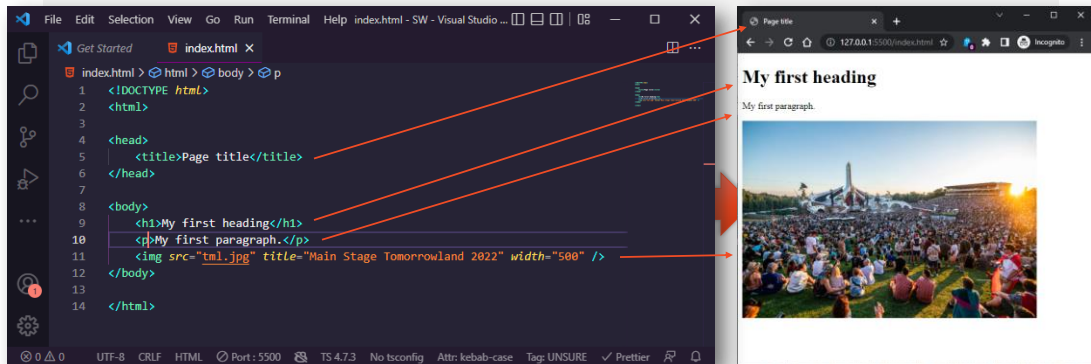 File Edit Selection View Go Run Terminal Help index.html - SW - Visual Studio ...
Get Started index.html
index.html > html > body > p
1 <!DOCTYPE html>
2 <html>
3
4 <head>
5 <title>Page title</title>
6 </head>
7
8 <body>
9 <h1>My first heading</h1>
10 <p>My first paragraph.</p>
11 <img src="tml.jpg" title="Main Stage Tomorrowland 2022" width="500" />
12 </body>
13
14 </html>
1
0 0 UTF-8 CRLF HTML Port : 5500 TS 4.7.3 No tsconfig Attr: kebab-case Tag: UNSURE Prettier
Page title
127.0.0.1:5500/index.html Incognito
My first heading
My first paragraph.